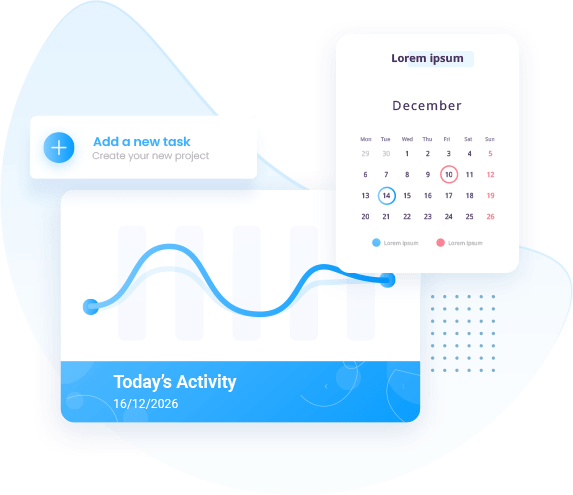 Lorem ipsum
December
Mon Tue Wed Thu Fri Sat Sun
29 30 1 2 3 4 5
6 7 8 9 10 11 12
13 14 15 16 17 18 19
20 21 22 23 24 25 26
Lorem ipsum Lorem ipsum
Add a new task
Create your new project
Today's Activity
16/12/2026